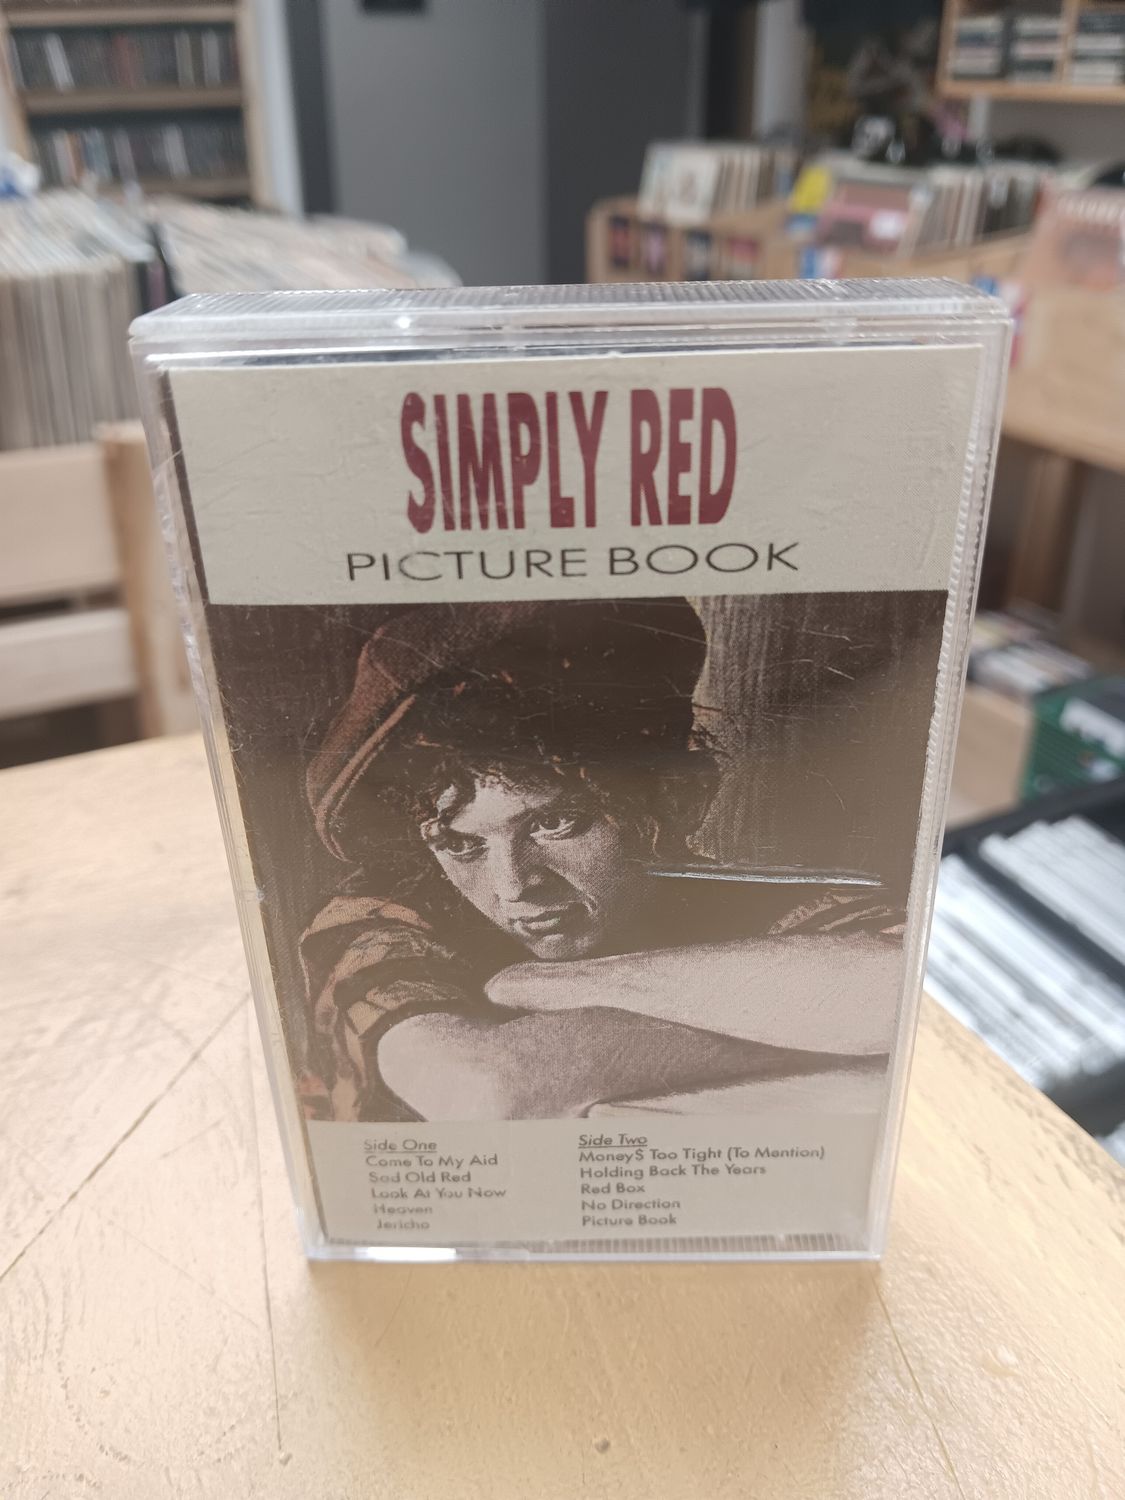 SIMPLY RED
PICTURE BOOK
Side One
Come To My Aid
Sad Old Red
Look At You Now
Heaven
Jericho
Side Two
Money$ Too Tight (To Mention)
Holding Back The Years
Red Box
No Direction
Picture Book